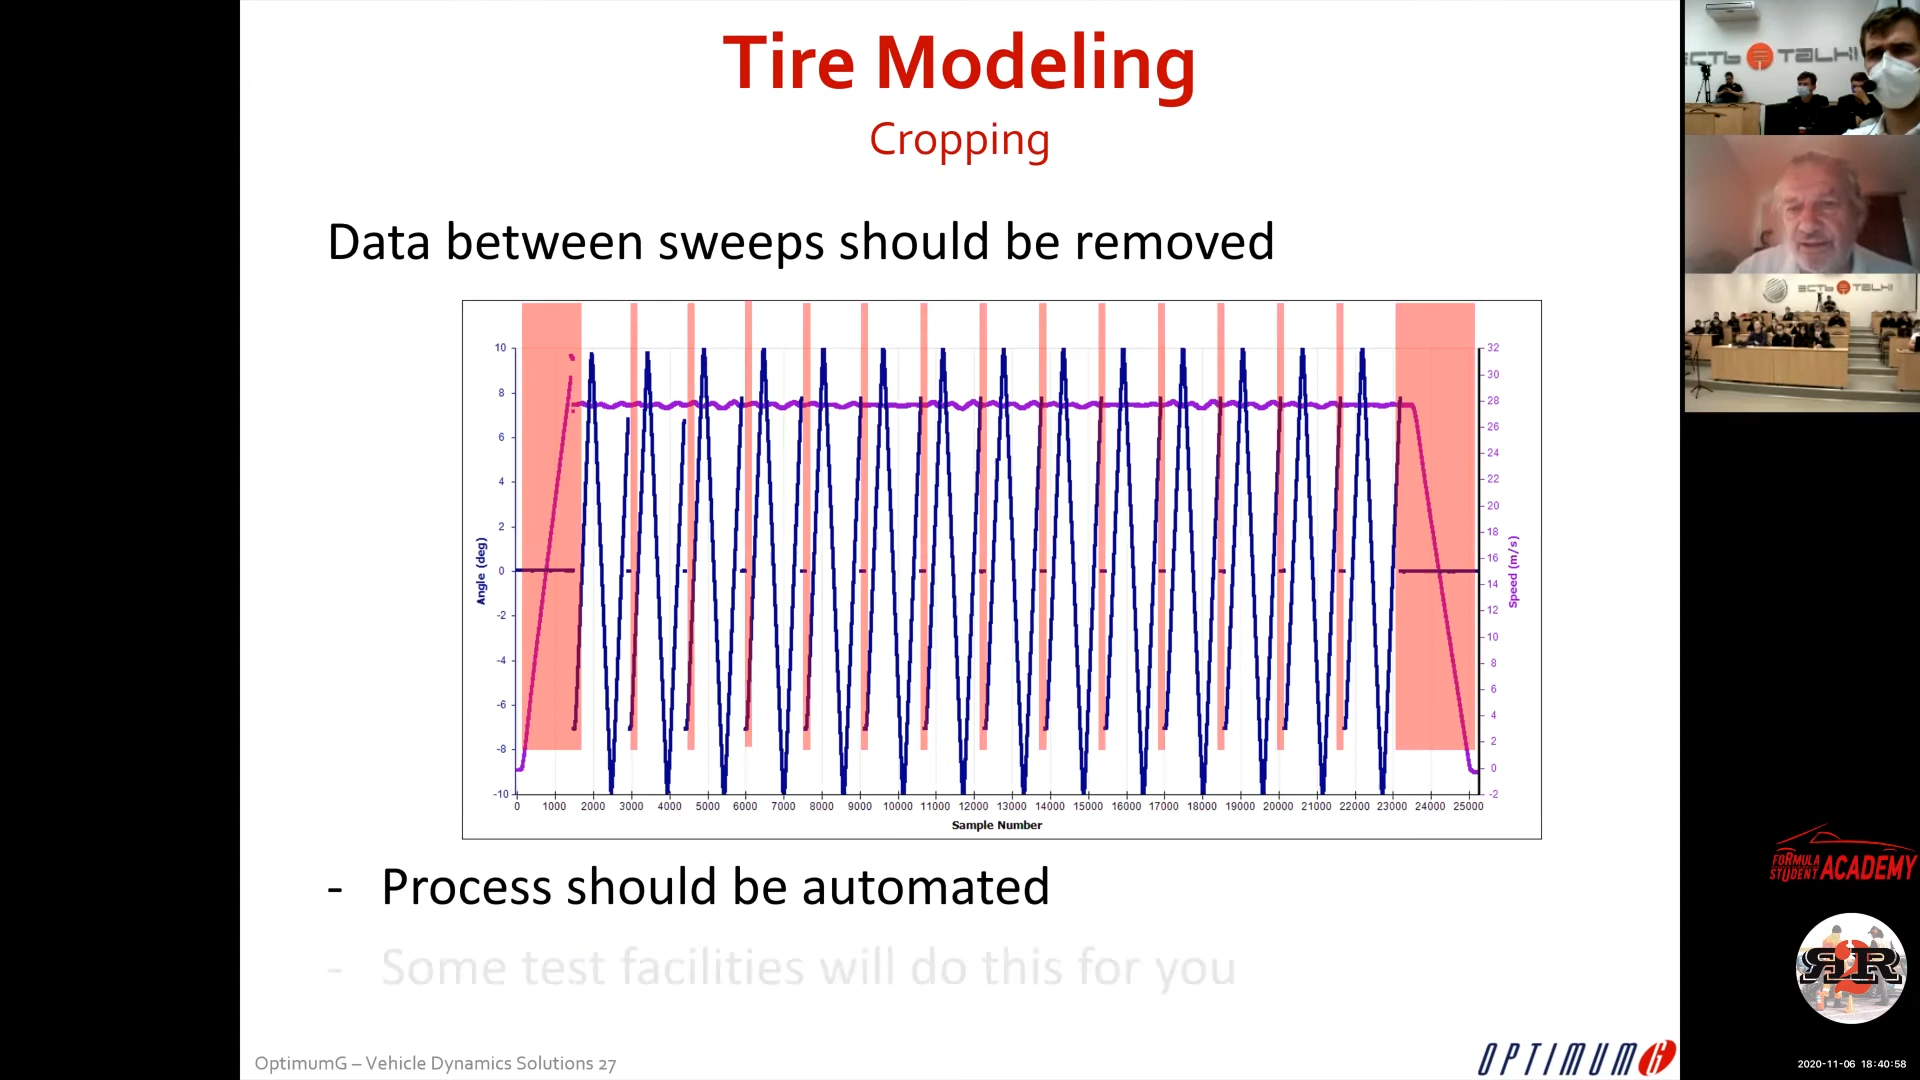 Tire Modeling
Cropping
Data between sweeps should be removed
10
8
6
4
2
0
-2
-4
-6
-8
-10
Angle (deg)
32
30
28
26
24
22
20
18
16
14
12
10
8
6
4
2
0
-2
Speed (m/s)
0 1000 2000 3000 4000 5000 6000 7000 8000 9000 10000 11000 12000 13000 14000 15000 16000 17000 18000 19000 20000 21000 22000 23000 24000 25000
Sample Number
- Process should be automated
- Some test facilities will do this for you
OptimumG – Vehicle Dynamics Solutions 27
OPTIMUMG
ЕСТЬ TALK!
ЕСТЬ TALK!
FORMULA STUDENT ACADEMY
2020-11-06 18:40:58